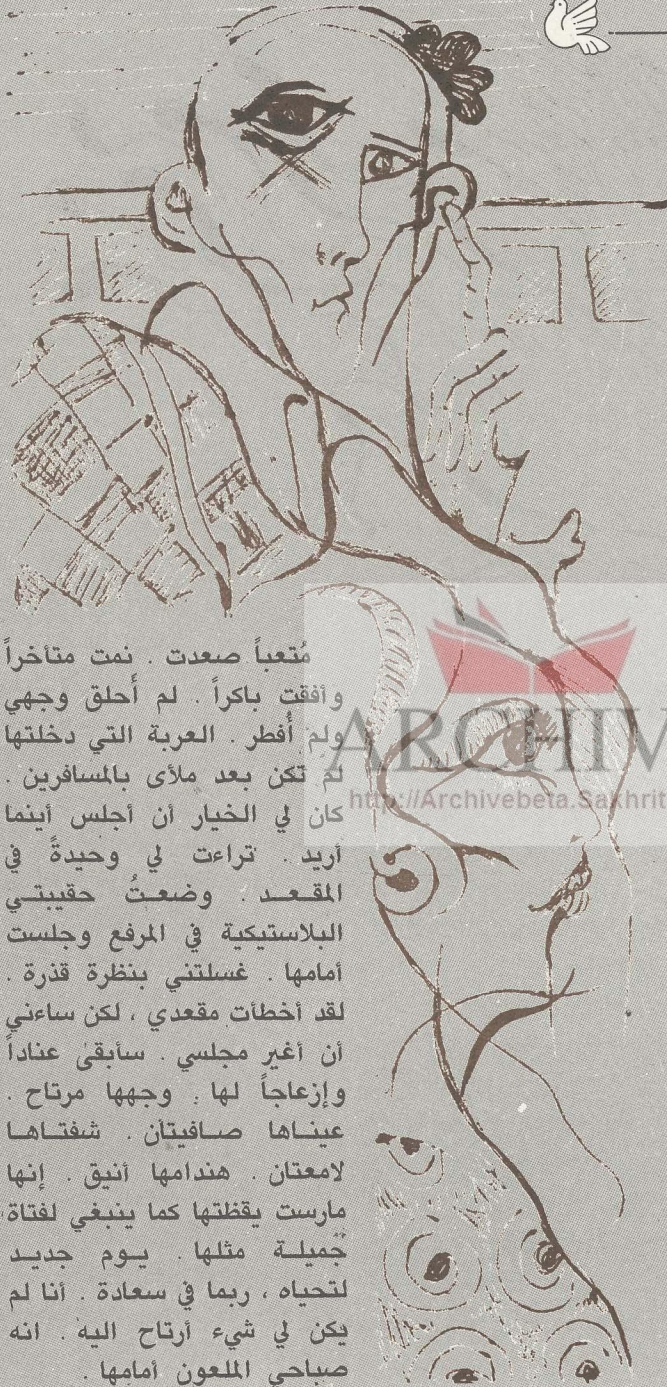 مُتعباً صعدت . نمت متأخراً
وأفقت باكراً . لم أحلق وجهي
ولم أُفطر . العربة التي دخلتها
لم تكن بعد ملأى بالمسافرين .
كان لي الخيار أن أجلس أينما
أريد . تراءت لي وحيدةً في
المقعد . وضعتُ حقيبتي
البلاستيكية في المرفع وجلست
أمامها . غسلتني بنظرة قذرة .
لقد أخطأت مقعدي ، لكن ساءني
أن أغير مجلسي . سأبقىٰ عناداً
وإزعاجاً لها . وجهها مرتاح .
عيناها صافيتان . شفتاها
لامعتان . هندامها أنيق . إنها
مارست يقظتها كما ينبغي لفتاة
جميلة مثلها . يوم جديد
لتحياه ، ربما في سعادة . أنا لم
يكن لي شيء أرتاح اليه . انه
صباحي الملعون أمامها .
ARCHIV
http://Archivebeta.Sakhrit